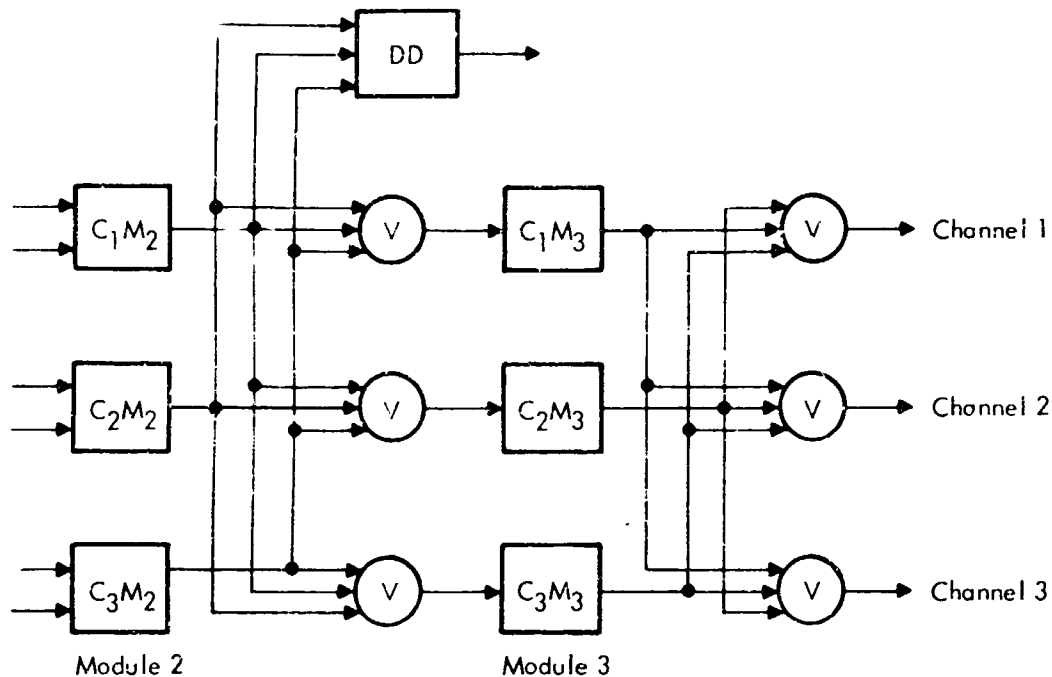 DD
C₁M₂ V C₁M₃ V Channel 1
C₂M₂ V C₂M₃ V Channel 2
C₃M₂ V C₃M₃ V Channel 3
Module 2 Module 3